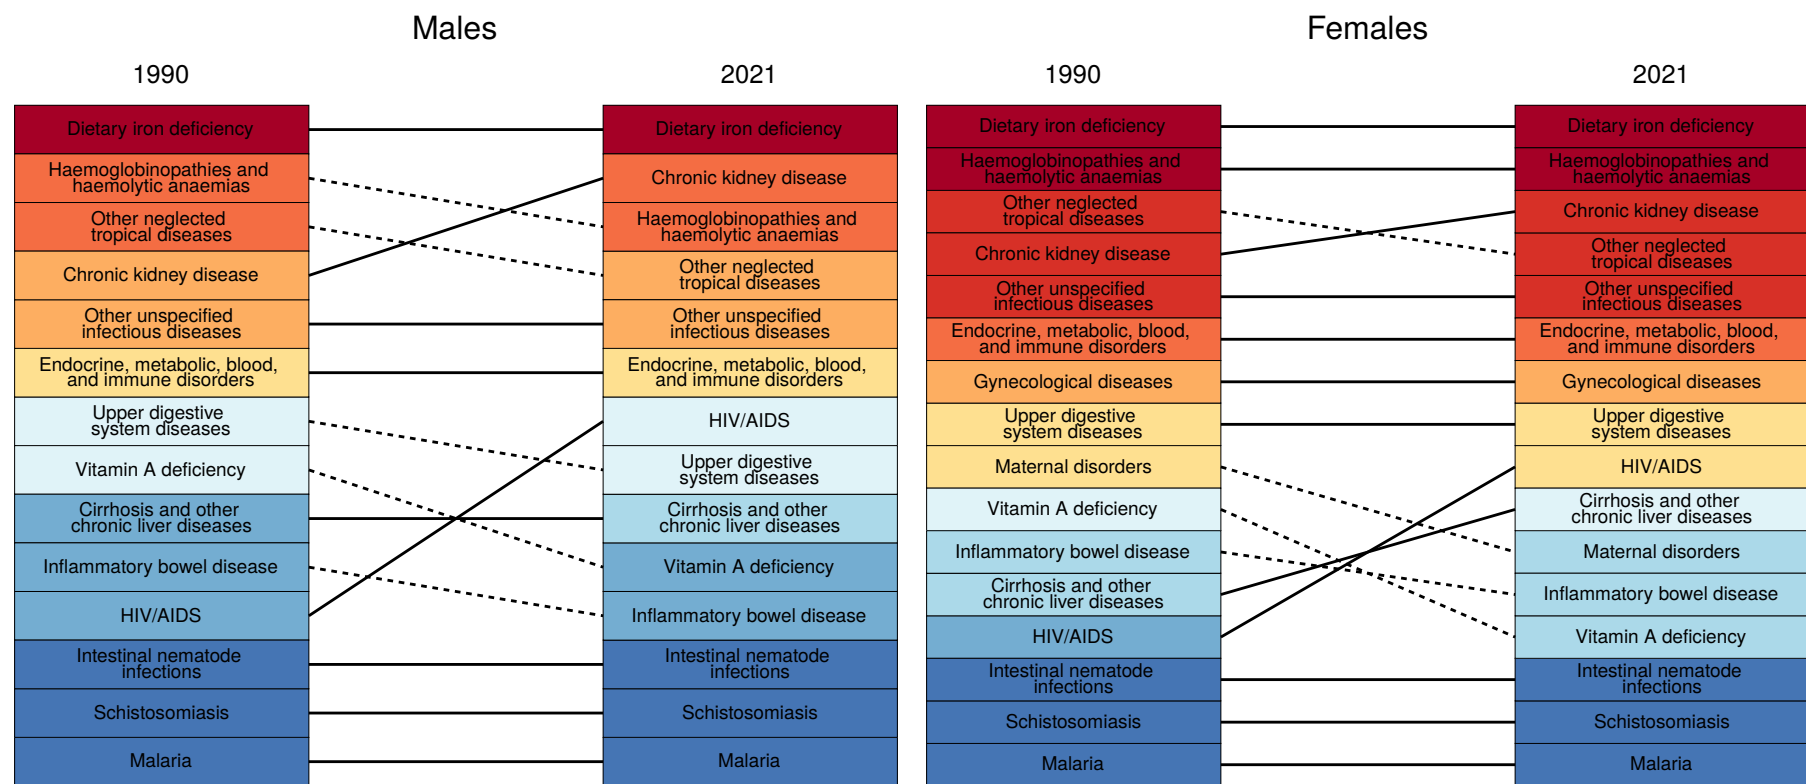 Males
1990
2021
Dietary iron deficiency
Haemoglobinopathies and
haemolytic anaemias
Other neglected
tropical diseases
Chronic kidney disease
Other unspecified
infectious diseases
Endocrine, metabolic, blood,
and immune disorders
Upper digestive
system diseases
Vitamin A deficiency
Cirrhosis and other
chronic liver diseases
Inflammatory bowel disease
HIV/AIDS
Intestinal nematode
infections
Schistosomiasis
Malaria
Dietary iron deficiency
Chronic kidney disease
Haemoglobinopathies and
haemolytic anaemias
Other neglected
tropical diseases
Other unspecified
infectious diseases
Endocrine, metabolic, blood,
and immune disorders
HIV/AIDS
Upper digestive
system diseases
Cirrhosis and other
chronic liver diseases
Vitamin A deficiency
Inflammatory bowel disease
Intestinal nematode
infections
Schistosomiasis
Malaria
Females
1990
2021
Dietary iron deficiency
Haemoglobinopathies and
haemolytic anaemias
Other neglected
tropical diseases
Chronic kidney disease
Other unspecified
infectious diseases
Endocrine, metabolic, blood,
and immune disorders
Gynecological diseases
Upper digestive
system diseases
Maternal disorders
Vitamin A deficiency
Inflammatory bowel disease
Cirrhosis and other
chronic liver diseases
HIV/AIDS
Intestinal nematode
infections
Schistosomiasis
Malaria
Dietary iron deficiency
Haemoglobinopathies and
haemolytic anaemias
Chronic kidney disease
Other neglected
tropical diseases
Other unspecified
infectious diseases
Endocrine, metabolic, blood,
and immune disorders
Gynecological diseases
Upper digestive
system diseases
HIV/AIDS
Cirrhosis and other
chronic liver diseases
Maternal disorders
Inflammatory bowel disease
Vitamin A deficiency
Intestinal nematode
infections
Schistosomiasis
Malaria